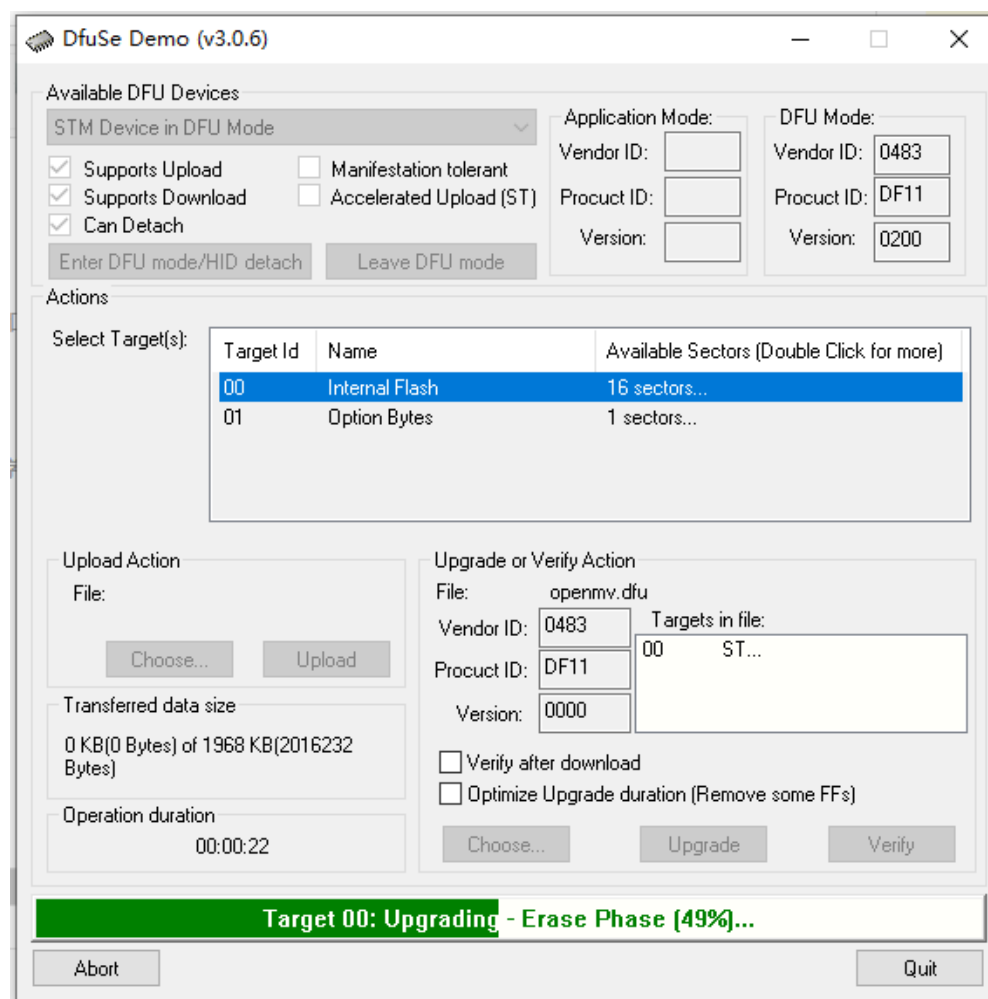 DfuSe Demo (v3.0.6)
Available DFU Devices
STM Device in DFU Mode
Supports Upload
Manifestation tolerant
Supports Download
Accelerated Upload (ST)
Can Detach
Enter DFU mode/HID detach
Leave DFU mode
Application Mode:
Vendor ID:
Procuct ID:
Version:
DFU Mode:
Vendor ID: 0483
Procuct ID: DF11
Version: 0200
Actions
Select Target(s):
Target Id Name Available Sectors (Double Click for more)
00 Internal Flash 16 sectors...
01 Option Bytes 1 sectors...
Upload Action
File:
Choose...
Upload
Transferred data size
0 KB(0 Bytes) of 1968 KB(2016232
Bytes)
Operation duration
00:00:22
Upgrade or Verify Action
File: openmv.dfu
Vendor ID: 0483
Procuct ID: DF11
Version: 0000
Targets in file:
00 ST...
Verify after download
Optimize Upgrade duration (Remove some FFs)
Choose...
Upgrade
Verify
Target 00: Upgrading - Erase Phase (49%)...
Abort
Quit